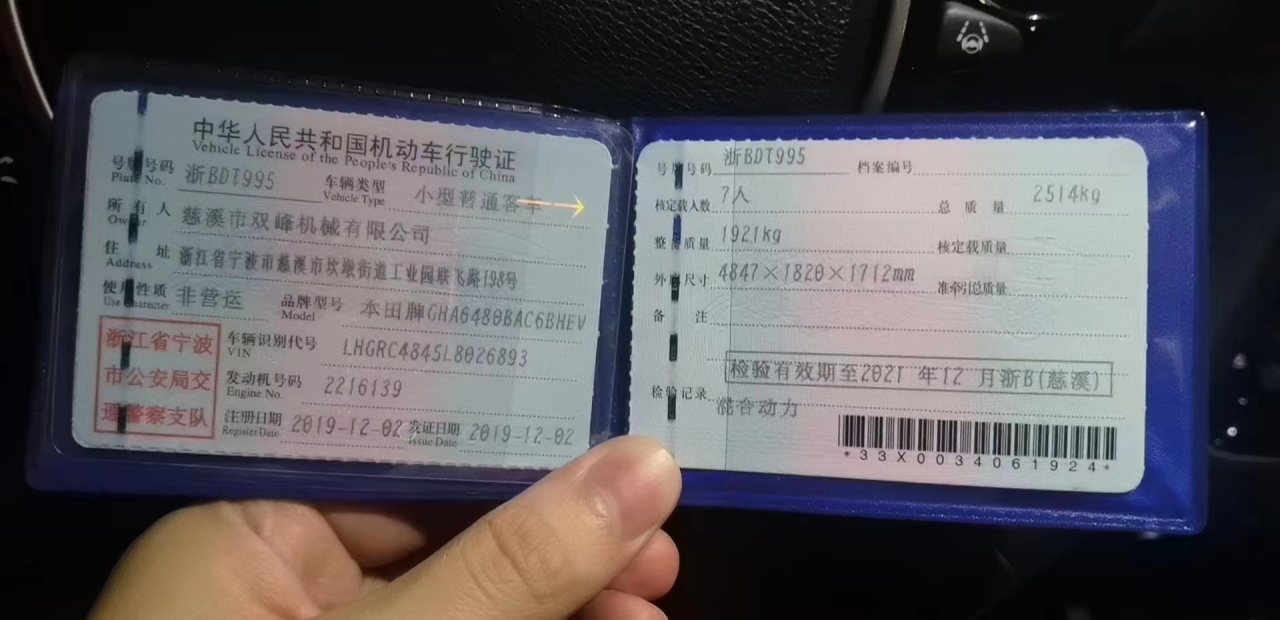 中华人民共和国机动车行驶证
Vehicle License of the People's Republic of China
号牌号码 浙BDT995 车辆类型 小型普通客车
Plate No. Vehicle Type
所有人 慈溪市双峰机械有限公司
Owner
住址 浙江省宁波市慈溪市坎墩街道工业园联飞路198号
Address
使用性质 非营运 品牌型号 本田牌CHA6480BAC6BHEV
Use Character Model
浙江省宁波
市公安局交
通警察支队
车辆识别代号 LHGRC4845L8026893
VIN
发动机号码 2216139
Engine No.
注册日期 2019-12-02 发证日期 2019-12-02
Register Date Issue Date
号牌号码 浙BDT995 档案编号
核定载人数 7人 总质量 2514kg
整备质量 1921kg 核定载质量 --
外廓尺寸 4847×1820×1712mm 准牵引总质量 --
备注
检验有效期至2021 年12 月浙B(慈溪)
检验记录
混合动力
*33X0034061924*